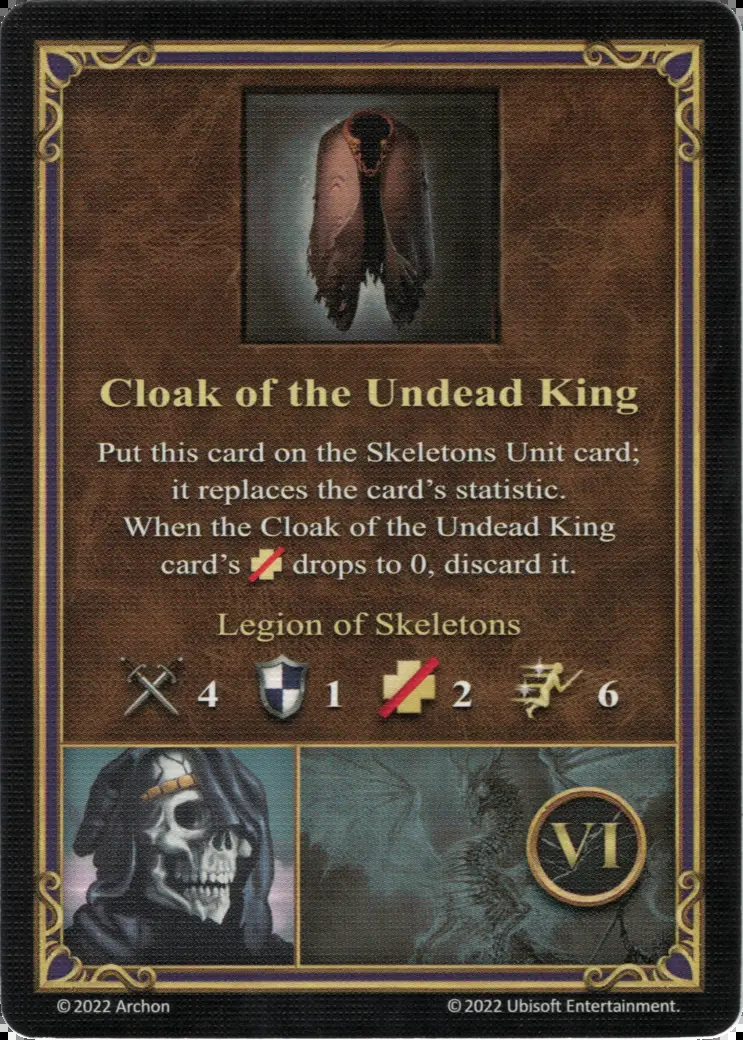 Cloak of the Undead King
Put this card on the Skeletons Unit card;
it replaces the card's statistic.
When the Cloak of the Undead King
card's drops to 0, discard it.
Legion of Skeletons
4 1 2 6
VI
©2022 Archon
©2022 Ubisoft Entertainment.